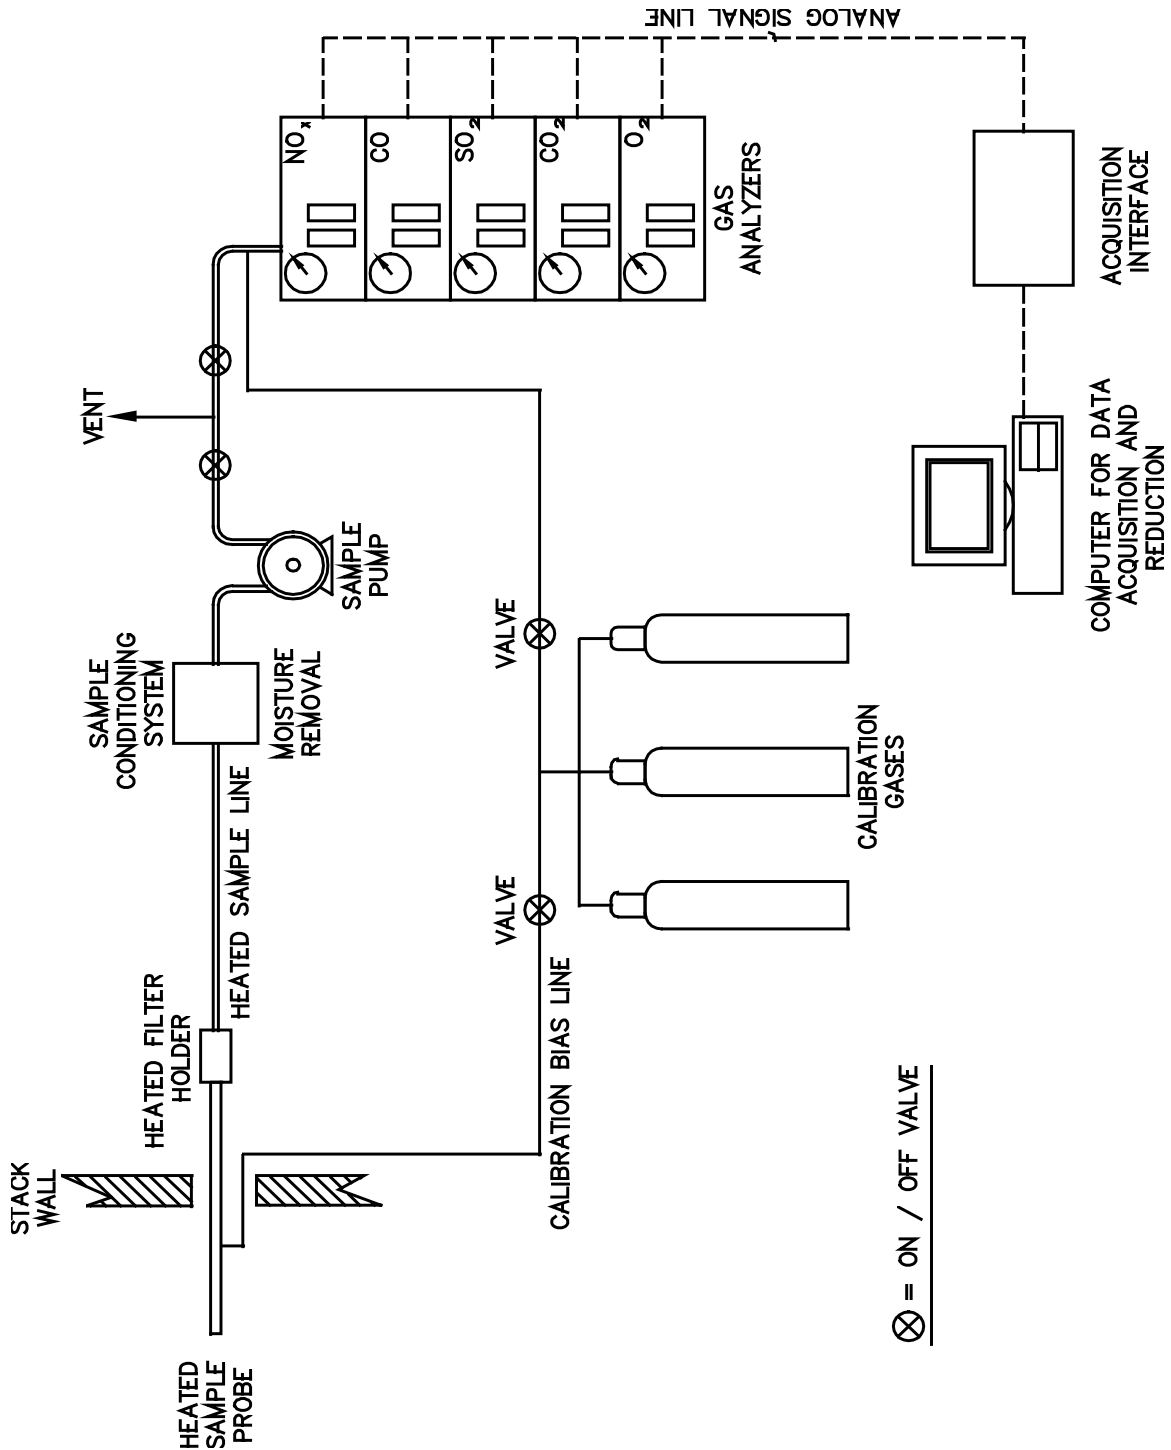 HEATED
SAMPLE
PROBE
STACK
WALL
HEATED FILTER
HOLDER
HEATED SAMPLE LINE
SAMPLE
CONDITIONING
SYSTEM
MOISTURE
REMOVAL
SAMPLE
PUMP
VENT
NOx
CO
SO2
CO2
O2
GAS
ANALYZERS
ANALOG SIGNAL LINE
CALIBRATION BIAS LINE
VALVE
VALVE
CALIBRATION
GASES
ACQUISITION
INTERFACE
COMPUTER FOR DATA
ACQUISITION AND
REDUCTION
= ON / OFF VALVE